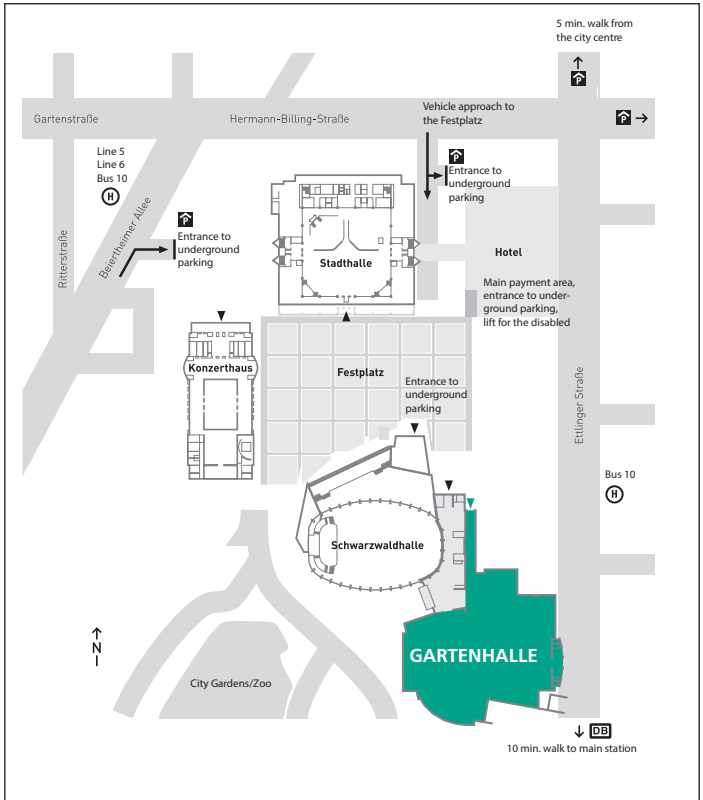 5 min. walk from
the city centre
P
Vehicle approach to
the Festplatz
Gartenstraße
Hermann-Billing-Straße
P
Line 5
Line 6
Bus 10
H
P
Entrance to
underground
parking
Beiertheimer Allee
Ritterstraße
P
Entrance to
underground
parking
Stadthalle
Hotel
Main payment area,
entrance to under-
ground parking,
lift for the disabled
Konzerthaus
Festplatz
Entrance to
underground
parking
Ettlinger Straße
Bus 10
H
Schwarzwaldhalle
GARTENHALLE
N
City Gardens/Zoo
DB
10 min. walk to main station